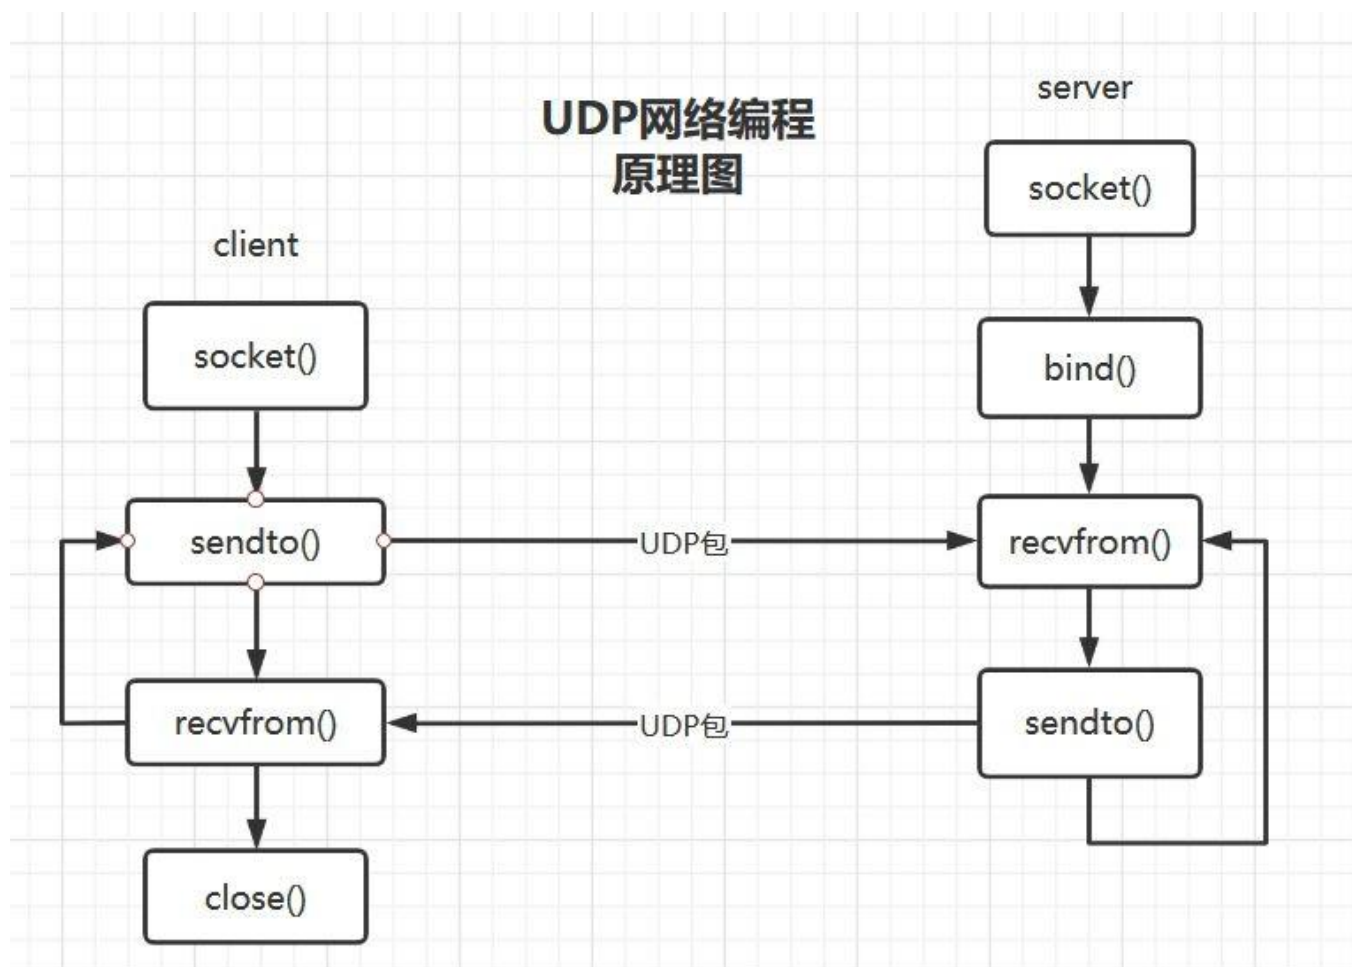 UDP网络编程
原理图
server
socket()
bind()
recvfrom()
sendto()
client
socket()
sendto()
recvfrom()
close()
UDP包
UDP包